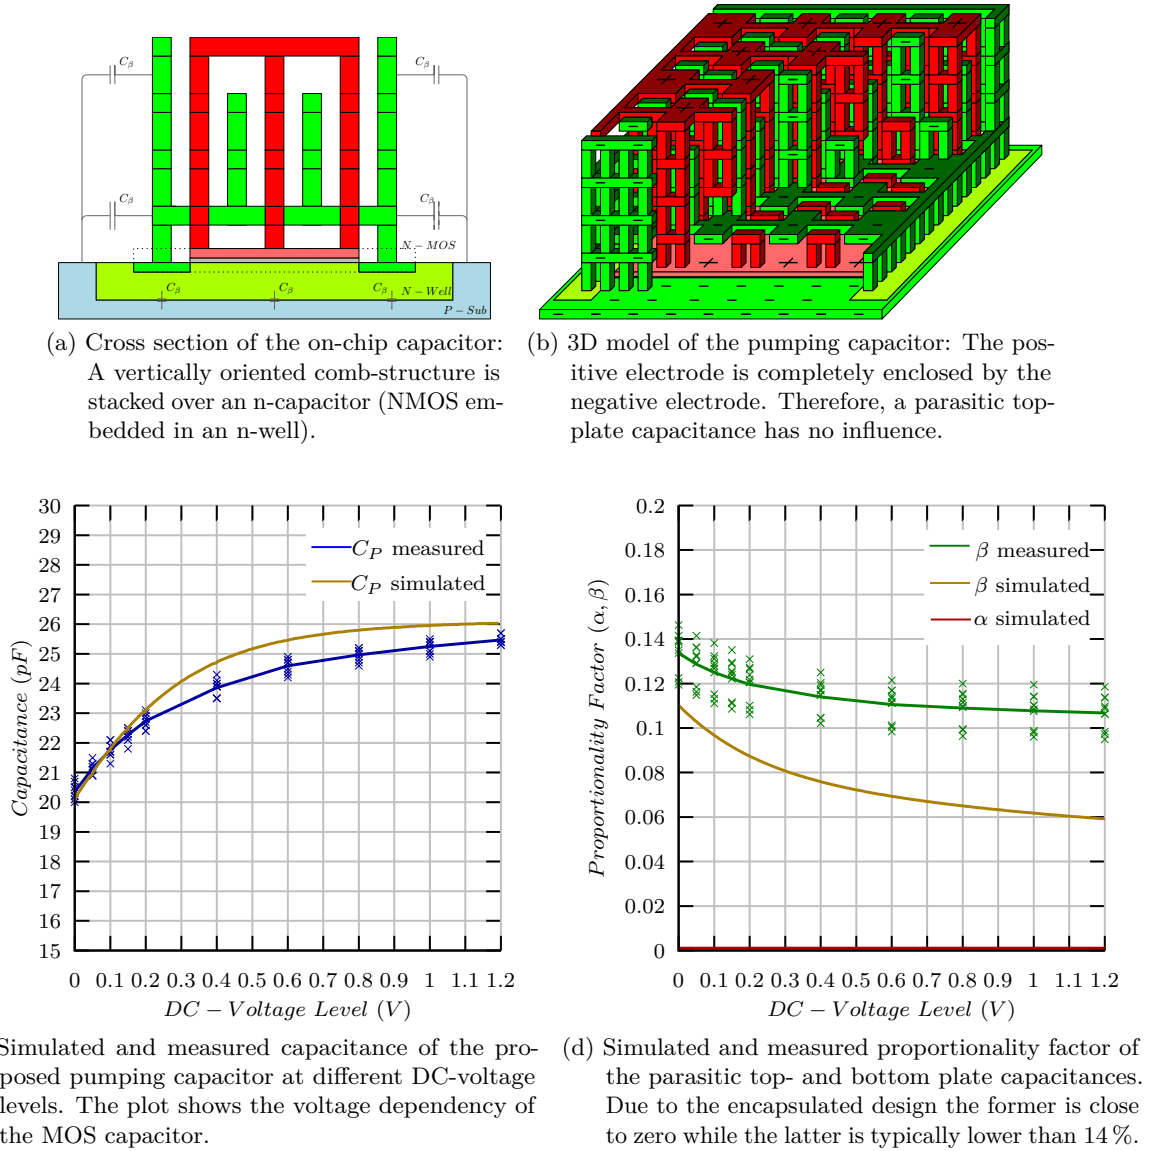 C_β
C_β
C_β
C_β
N − MOS
C_β
C_β
C_β
N − Well
P − Sub
(a) Cross section of the on-chip capacitor:
A vertically oriented comb-structure is
stacked over an n-capacitor (NMOS em-
bedded in an n-well).
(b) 3D model of the pumping capacitor: The pos-
itive electrode is completely enclosed by the
negative electrode. Therefore, a parasitic top-
plate capacitance has no influence.
30
29
28
27
26
25
24
23
22
21
20
19
18
17
16
15
Capacitance (pF)
C_P measured
C_P simulated
0 0.1 0.2 0.3 0.4 0.5 0.6 0.7 0.8 0.9 1 1.1 1.2
DC − Voltage Level (V)
0.2
0.18
0.16
0.14
0.12
0.1
0.08
0.06
0.04
0.02
0
Proportionality Factor (α, β)
β measured
β simulated
α simulated
0 0.1 0.2 0.3 0.4 0.5 0.6 0.7 0.8 0.9 1 1.1 1.2
DC − Voltage Level (V)
Simulated and measured capacitance of the pro-
posed pumping capacitor at different DC-voltage
levels. The plot shows the voltage dependency of
the MOS capacitor.
(d) Simulated and measured proportionality factor of
the parasitic top- and bottom plate capacitances.
Due to the encapsulated design the former is close
to zero while the latter is typically lower than 14 %.